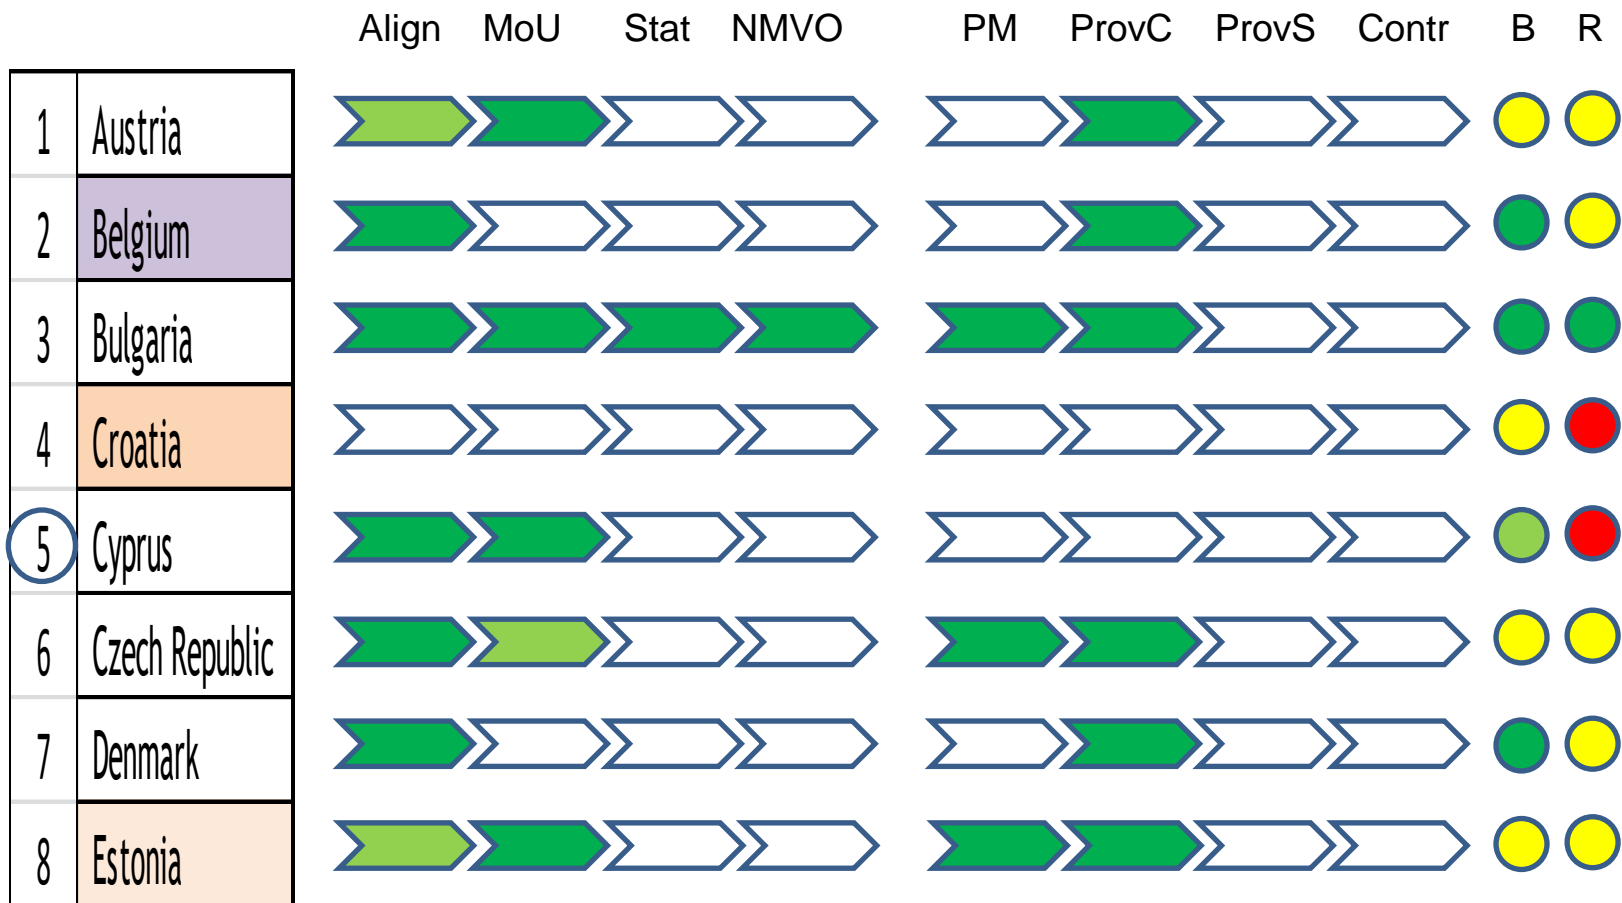 Align MoU Stat NMVO PM ProvC ProvS Contr B R
1 Austria
2 Belgium
3 Bulgaria
4 Croatia
5 Cyprus
6 Czech Republic
7 Denmark
8 Estonia